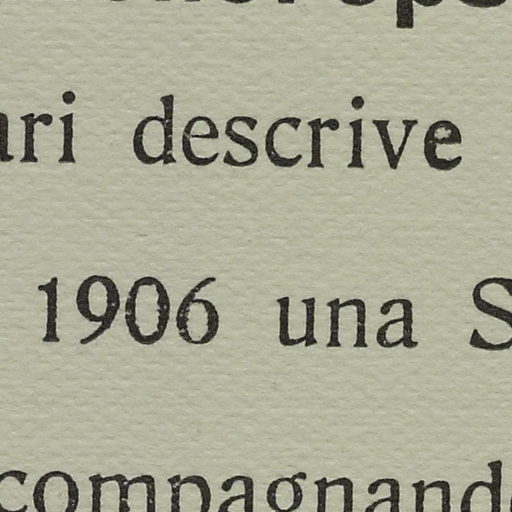 ari descrive
1906 una S
compagnand